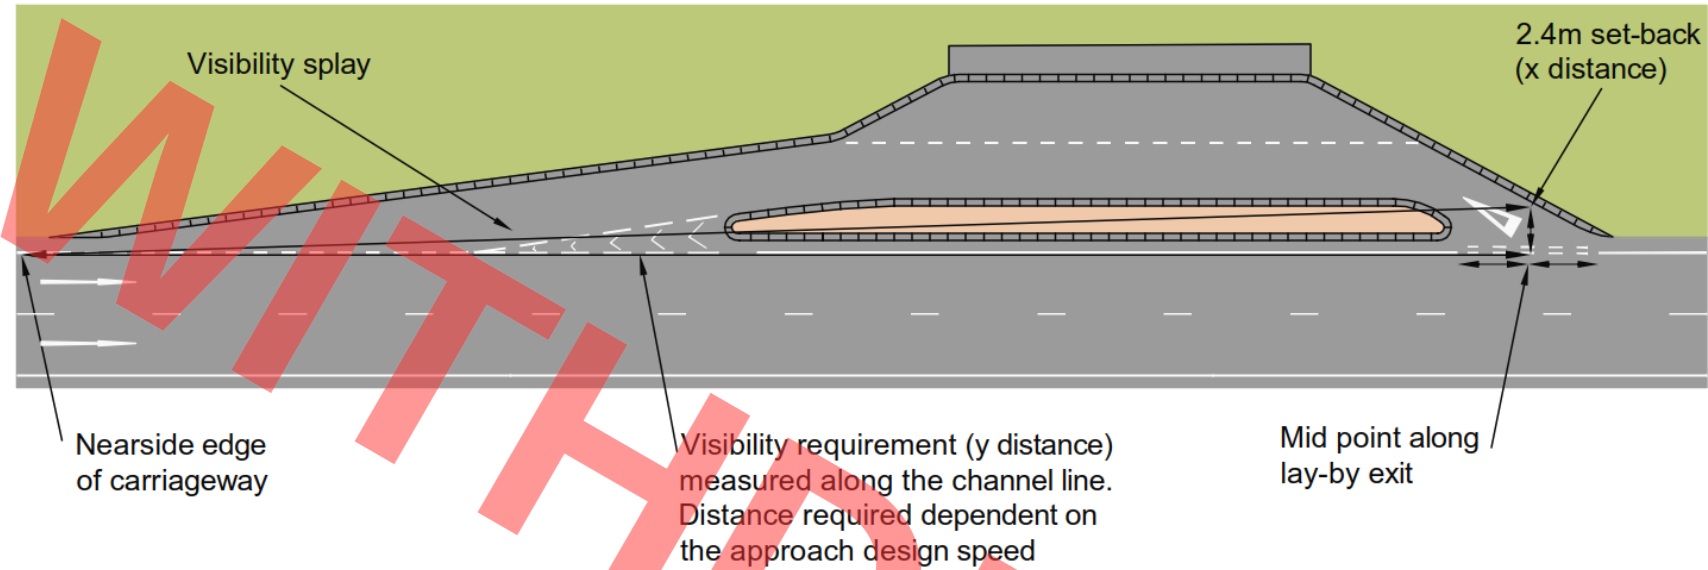 Visibility splay
2.4m set-back
(x distance)
Nearside edge
of carriageway
Visibility requirement (y distance)
measured along the channel line.
Distance required dependent on
the approach design speed
Mid point along
lay-by exit
WITHD